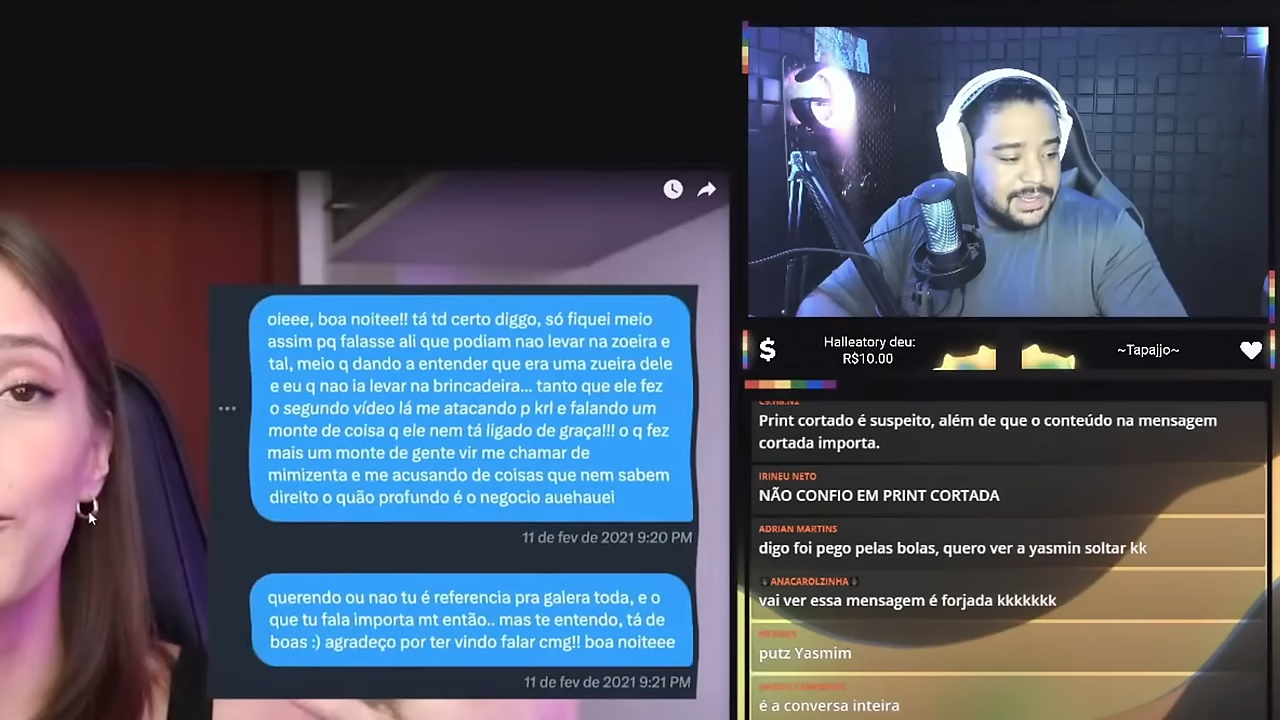 oieee, boa noitee!! tá td certo diggo, só fiquei meio
assim pq falasse ali que podiam nao levar na zoeira e
tal, meio q dando a entender que era uma zueira dele
e eu q nao ia levar na brincadeira... tanto que ele fez
o segundo vídeo lá me atacando p krl e falando um
monte de coisa q ele nem tá ligado de graça!!! o q fez
mais um monte de gente vir me chamar de
mimizenta e me acusando de coisas que nem sabem
direito o quão profundo é o negocio auehauei
11 de fev de 2021 9:20 PM
querendo ou nao tu é referencia pra galera toda, e o
que tu fala importa mt então.. mas te entendo, tá de
boas :) agradeço por ter vindo falar cmg!! boa noiteee
11 de fev de 2021 9:21 PM
$
Halleatory deu:
R$10.00
~Tapajjo~
Print cortado é suspeito, além de que o conteúdo na mensagem
cortada importa.
IRINEU NETO
NÃO CONFIO EM PRINT CORTADA
ADRIAN MARTINS
digo foi pego pelas bolas, quero ver a yasmin soltar kk
ANACAROLZINHA
vai ver essa mensagem é forjada kkkkkkk
putz Yasmim
é a conversa inteira